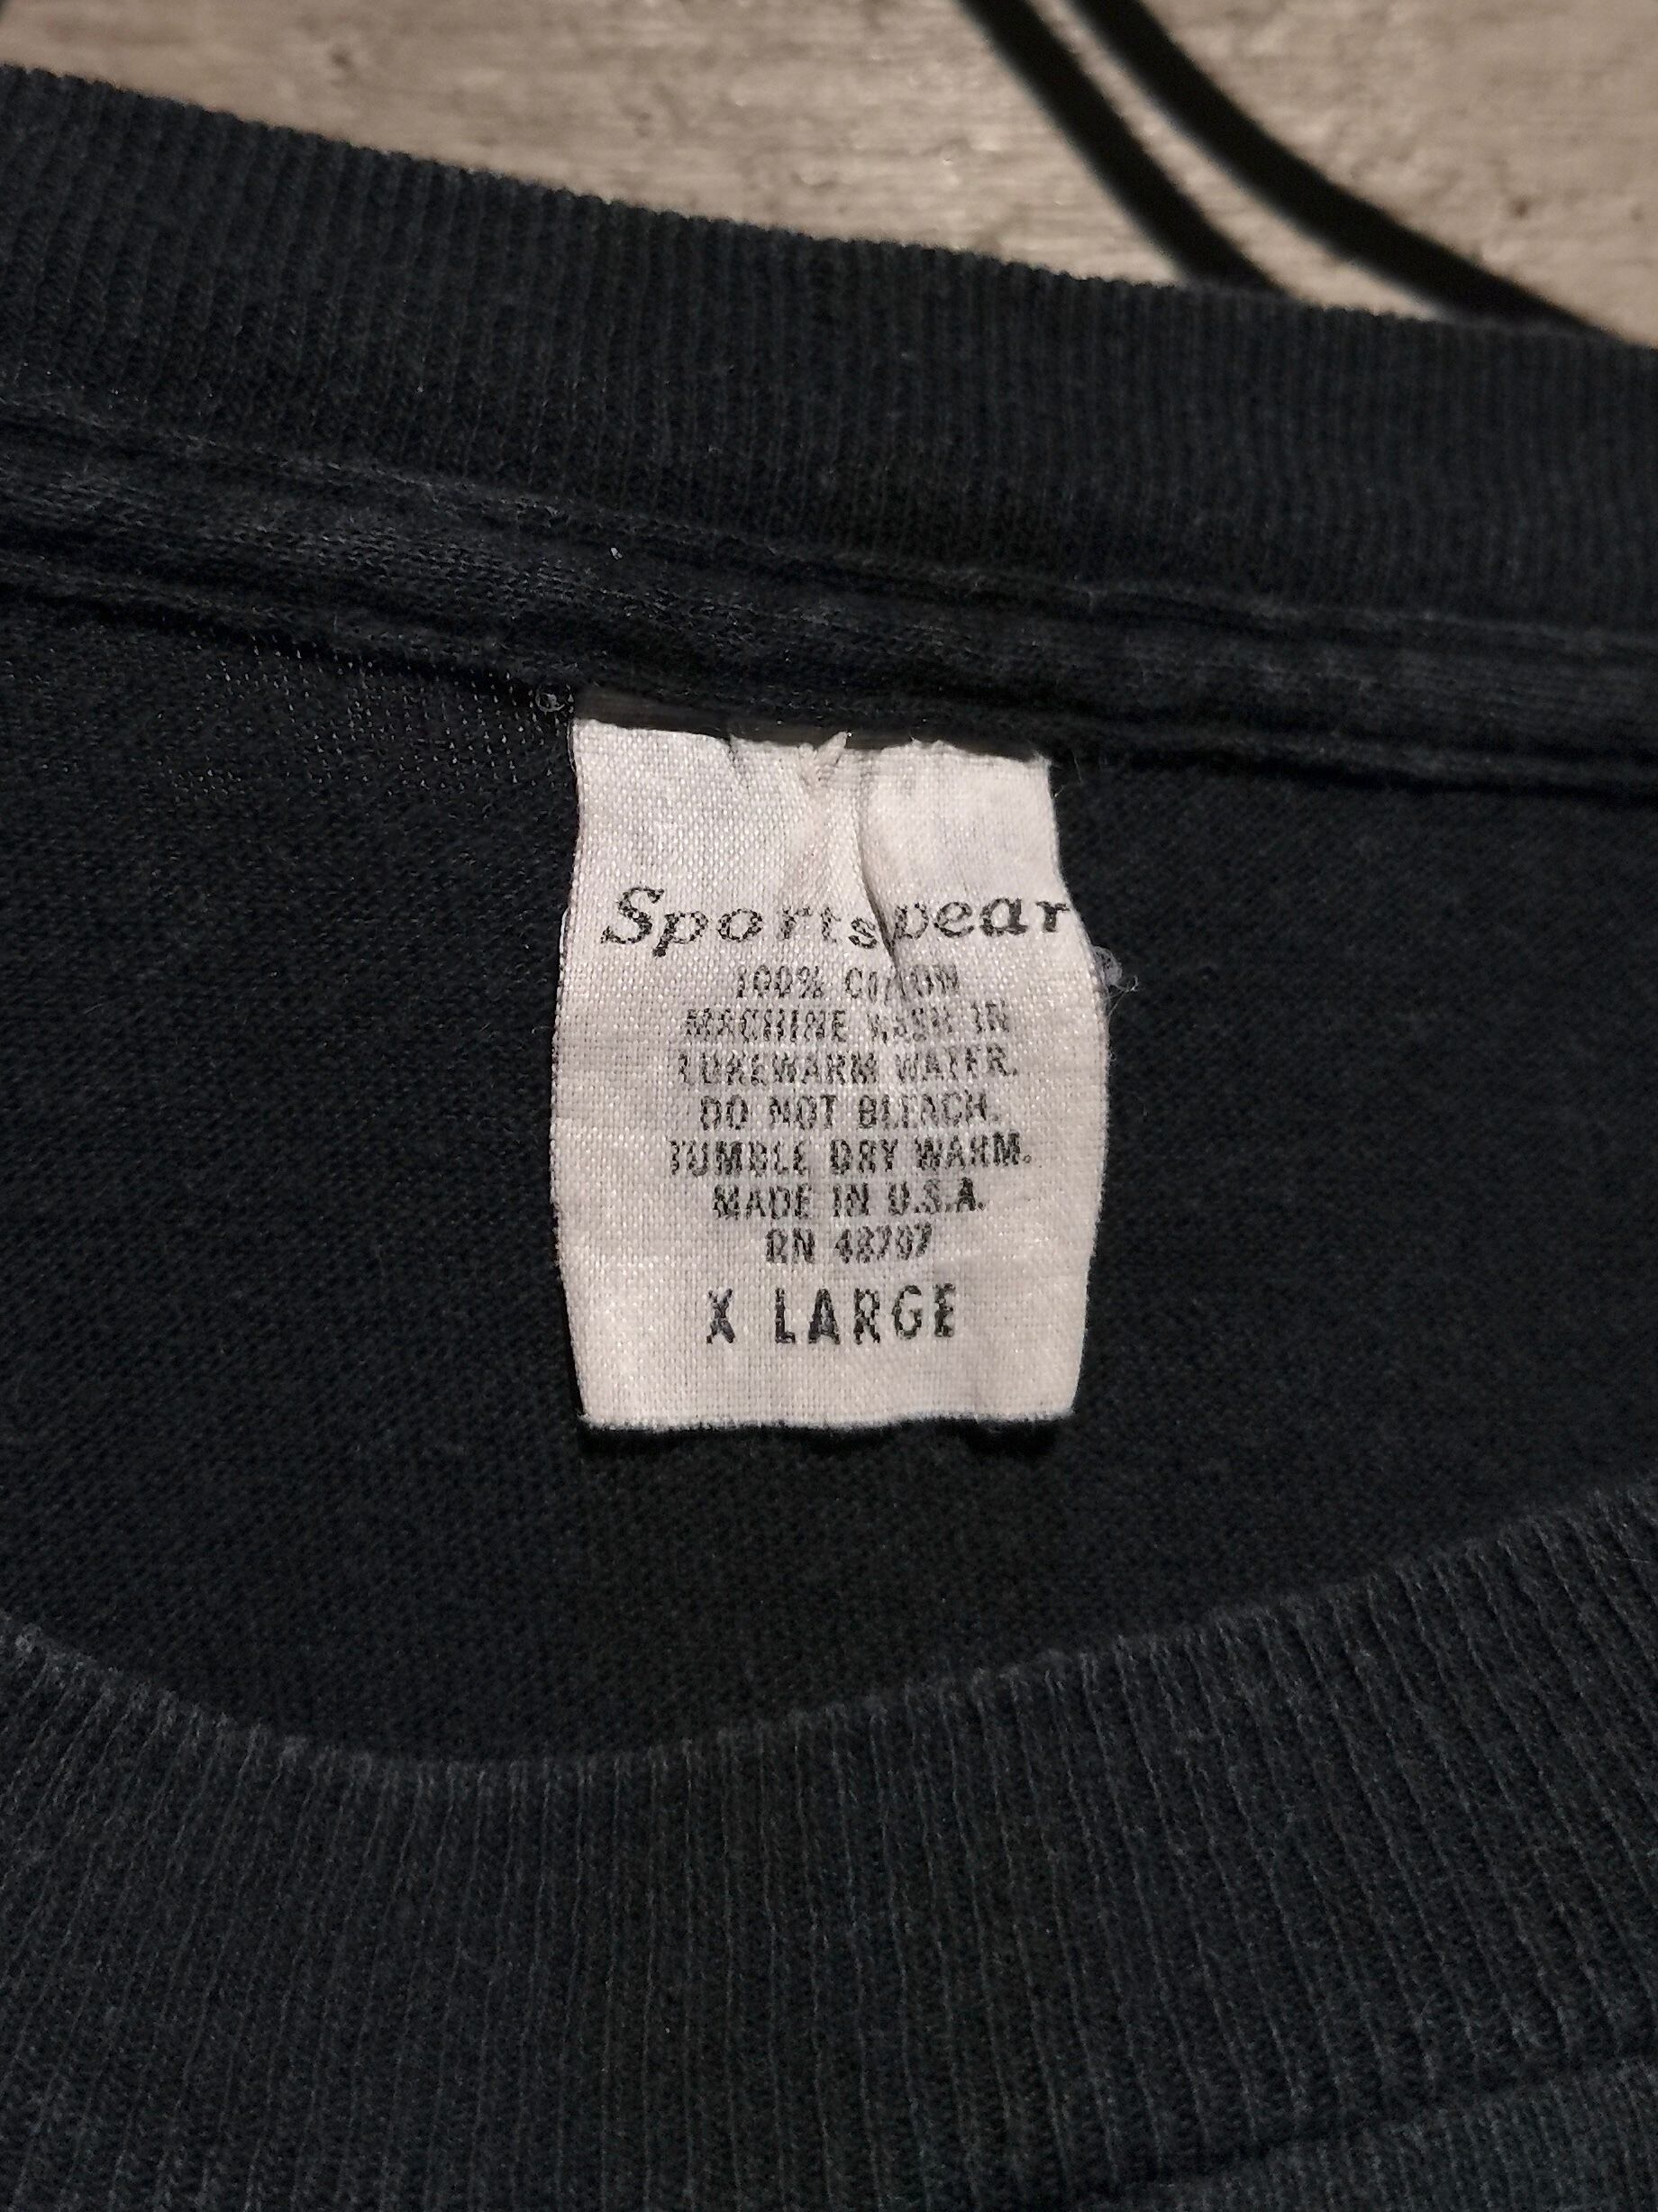 Sportswear
100% COTTON
MACHINE WASH IN
LUKEWARM WATER.
DO NOT BLEACH.
TUMBLE DRY WARM.
MADE IN U.S.A.
RN 48797
X LARGE